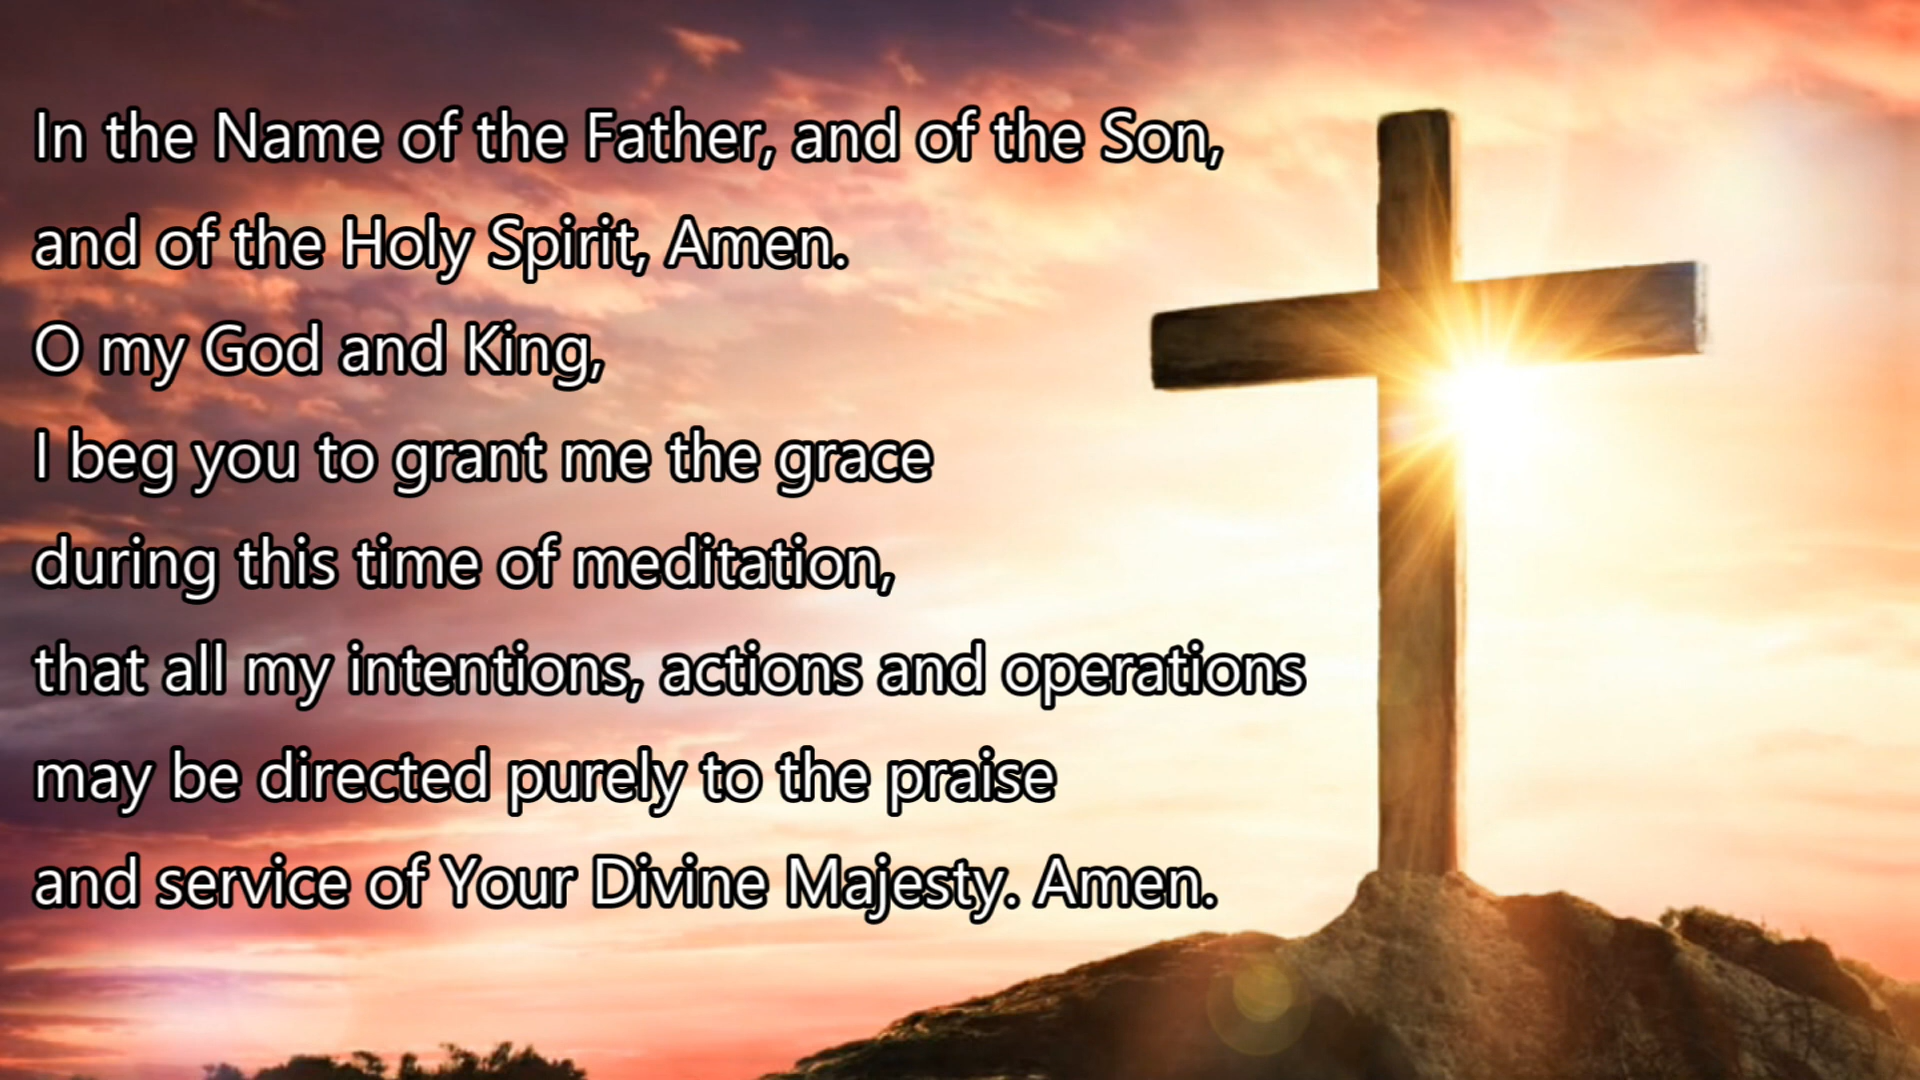 In the Name of the Father, and of the Son,
and of the Holy Spirit, Amen.
O my God and King,
I beg you to grant me the grace
during this time of meditation,
that all my intentions, actions and operations
may be directed purely to the praise
and service of Your Divine Majesty. Amen.